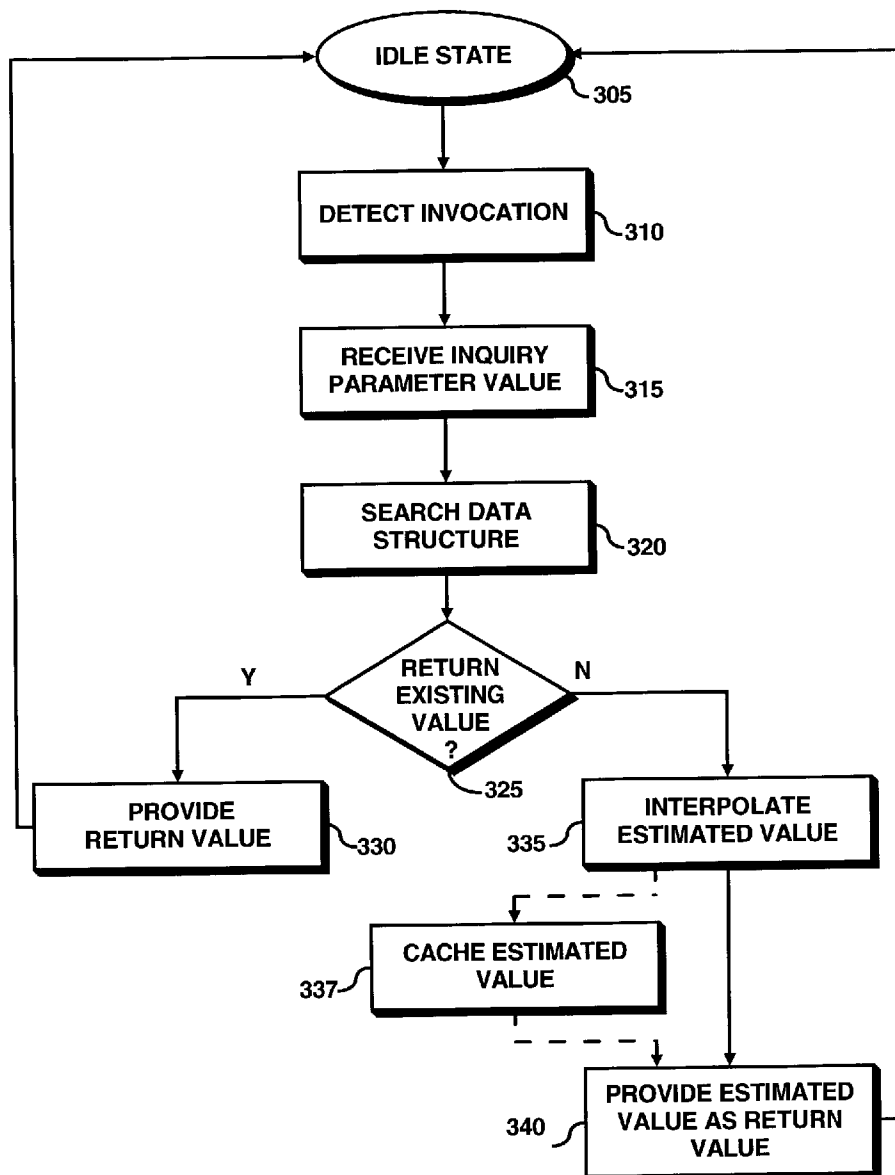 IDLE STATE
305
DETECT INVOCATION
310
RECEIVE INQUIRY
PARAMETER VALUE
315
SEARCH DATA
STRUCTURE
320
Y
RETURN
EXISTING
VALUE
?
N
325
PROVIDE
RETURN VALUE
330
INTERPOLATE
ESTIMATED VALUE
335
CACHE ESTIMATED
VALUE
337
PROVIDE ESTIMATED
VALUE AS RETURN
VALUE
340